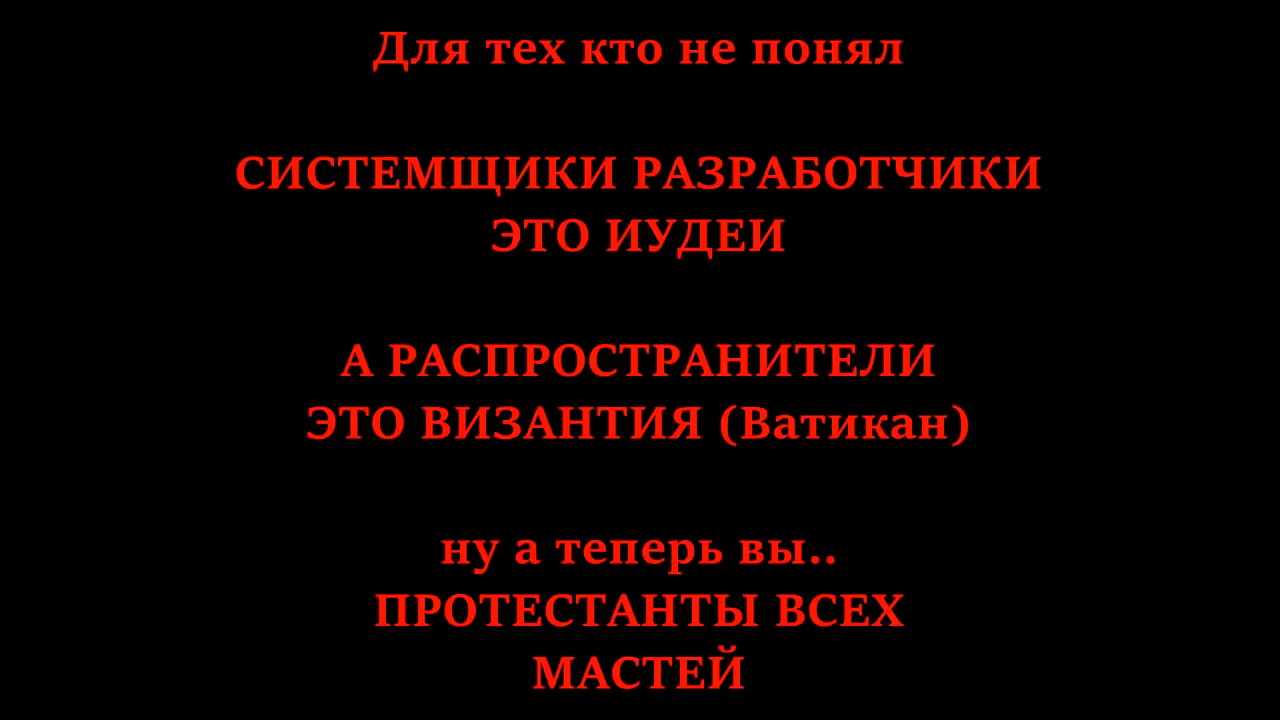 Для тех кто не понял
СИСТЕМЩИКИ РАЗРАБОТЧИКИ
ЭТО ИУДЕИ
А РАСПРОСТРАНИТЕЛИ
ЭТО ВИЗАНТИЯ (Ватикан)
ну а теперь вы..
ПРОТЕСТАНТЫ ВСЕХ
МАСТЕЙ